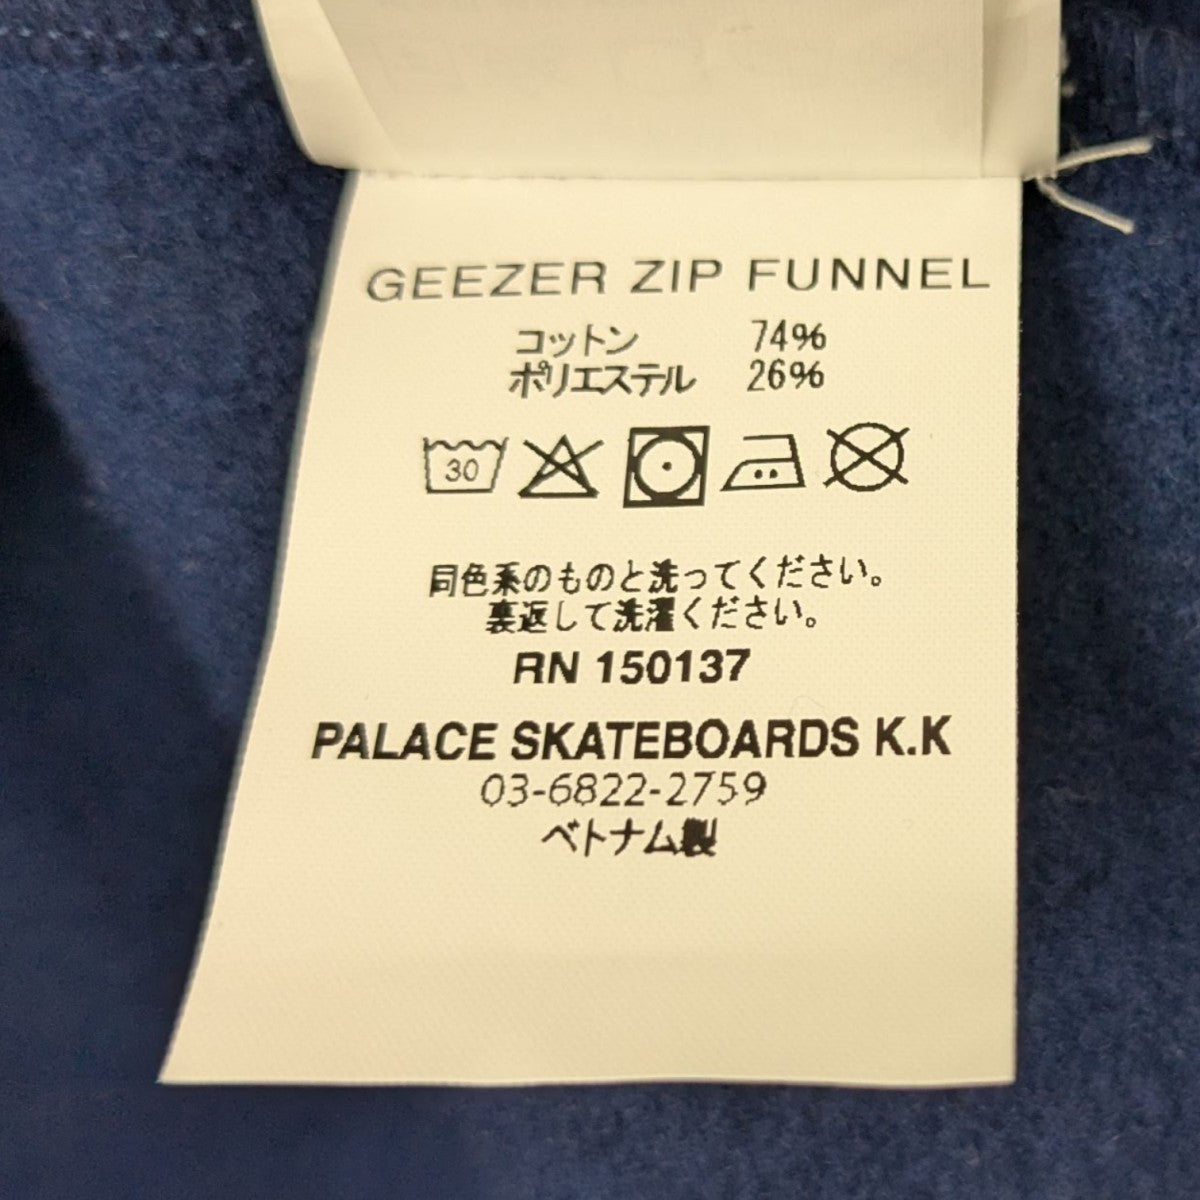 GEEZER ZIP FUNNEL
コットン 74%
ポリエステル 26%
30
同色系のものと洗ってください。
裏返して洗濯ください。
RN 150137
PALACE SKATEBOARDS K.K
03-6822-2759
ベトナム製